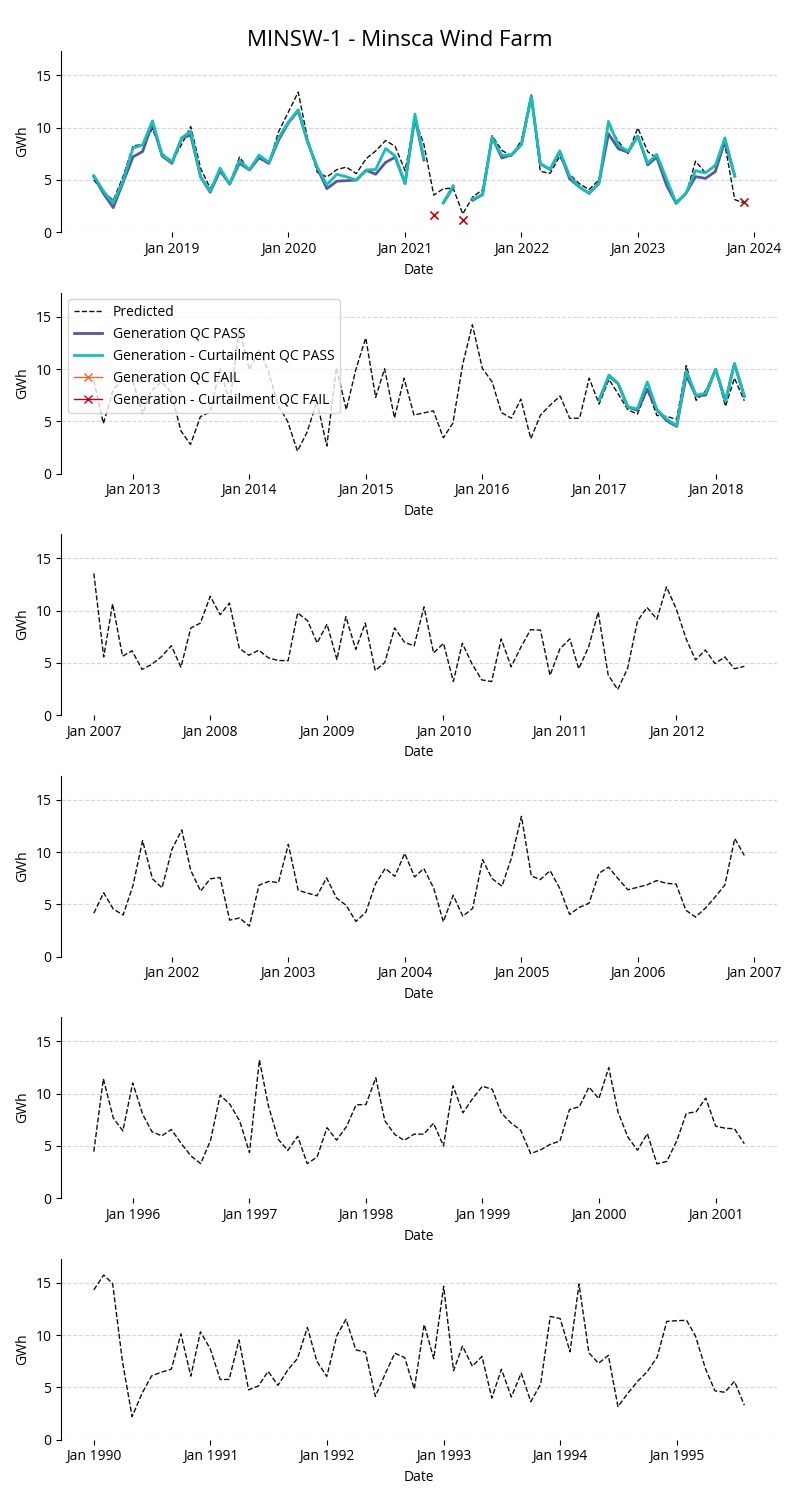 MINSW-1 - Minsca Wind Farm
15
10
5
0
GWh
Jan 2019
Jan 2020
Jan 2021
Jan 2022
Jan 2023
Jan 2024
Date
15
10
5
0
GWh
Predicted
Generation QC PASS
Generation - Curtailment QC PASS
Generation QC FAIL
Generation - Curtailment QC FAIL
Jan 2013
Jan 2014
Jan 2015
Jan 2016
Jan 2017
Jan 2018
Date
15
10
5
0
GWh
Jan 2007
Jan 2008
Jan 2009
Jan 2010
Jan 2011
Jan 2012
Date
15
10
5
0
GWh
Jan 2002
Jan 2003
Jan 2004
Jan 2005
Jan 2006
Jan 2007
Date
15
10
5
0
GWh
Jan 1996
Jan 1997
Jan 1998
Jan 1999
Jan 2000
Jan 2001
Date
15
10
5
0
GWh
Jan 1990
Jan 1991
Jan 1992
Jan 1993
Jan 1994
Jan 1995
Date